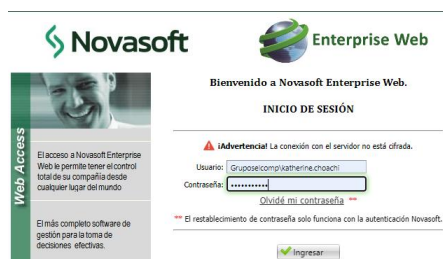 Novasoft
Enterprise Web
Bienvenido a Novasoft Enterprise Web.
INICIO DE SESIÓN
¡Advertencia! La conexión con el servidor no está cifrada.
Usuario: Gruposelcomp\katherine.choachi
Contraseña: •••••••••••
Olvidé mi contraseña **
** El restablecimiento de contraseña solo funciona con la autenticación Novasoft.
Ingresar
Web Access
El acceso a Novasoft Enterprise
Web le permite tener el control
total de su compañía desde
cualquier lugar del mundo
El más completo software de
gestión para la toma de
decisiones efectivas.